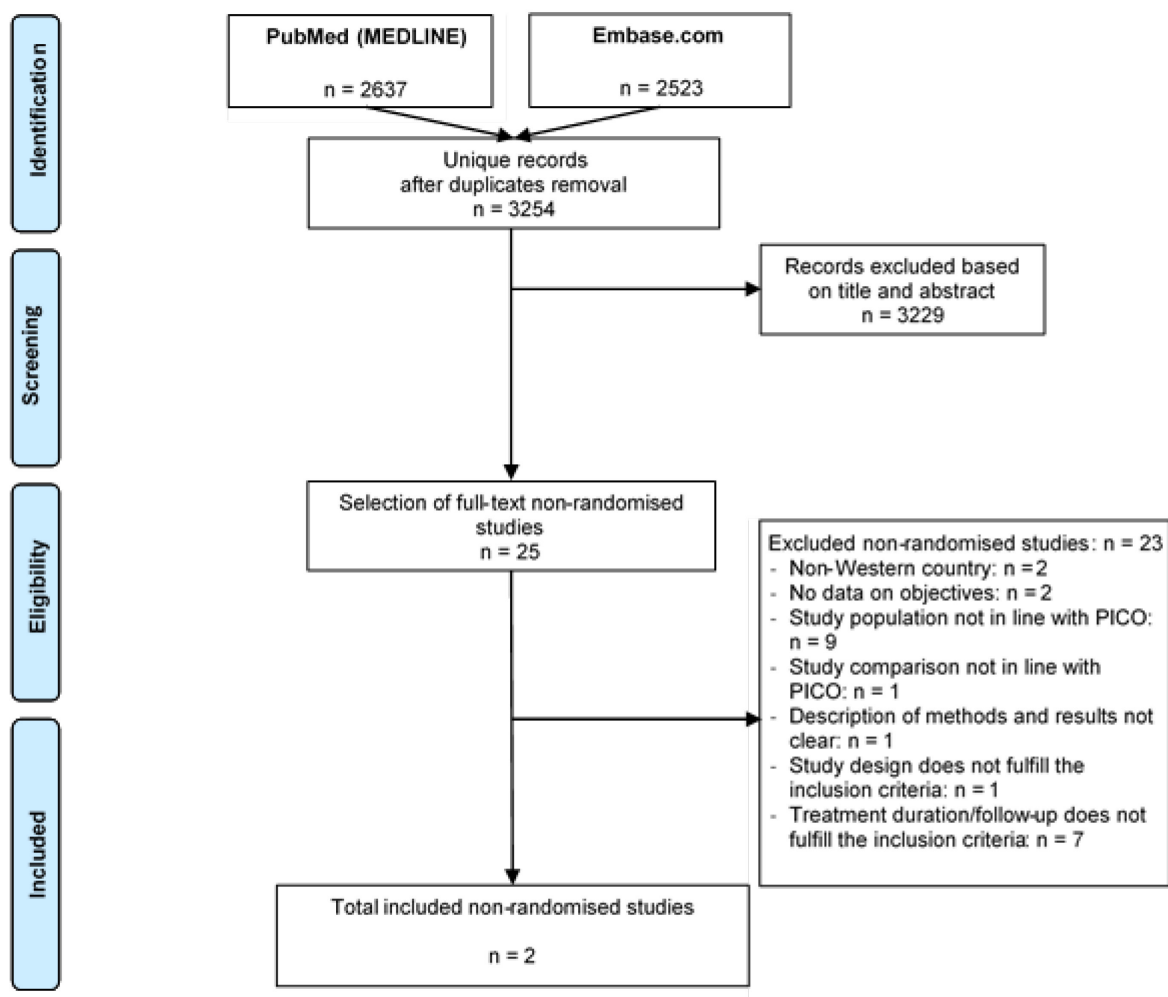 Identification
PubMed (MEDLINE)
n = 2637
Embase.com
n = 2523
Unique records
after duplicates removal
n = 3254
Screening
Records excluded based
on title and abstract
n = 3229
Eligibility
Selection of full-text non-randomised
studies
n = 25
Excluded non-randomised studies: n = 23
- Non-Western country: n = 2
- No data on objectives: n = 2
- Study population not in line with PICO:
n = 9
- Study comparison not in line with
PICO: n = 1
- Description of methods and results not
clear: n = 1
- Study design does not fulfill the
inclusion criteria: n = 1
- Treatment duration/follow-up does not
fulfill the inclusion criteria: n = 7
Included
Total included non-randomised studies
n = 2